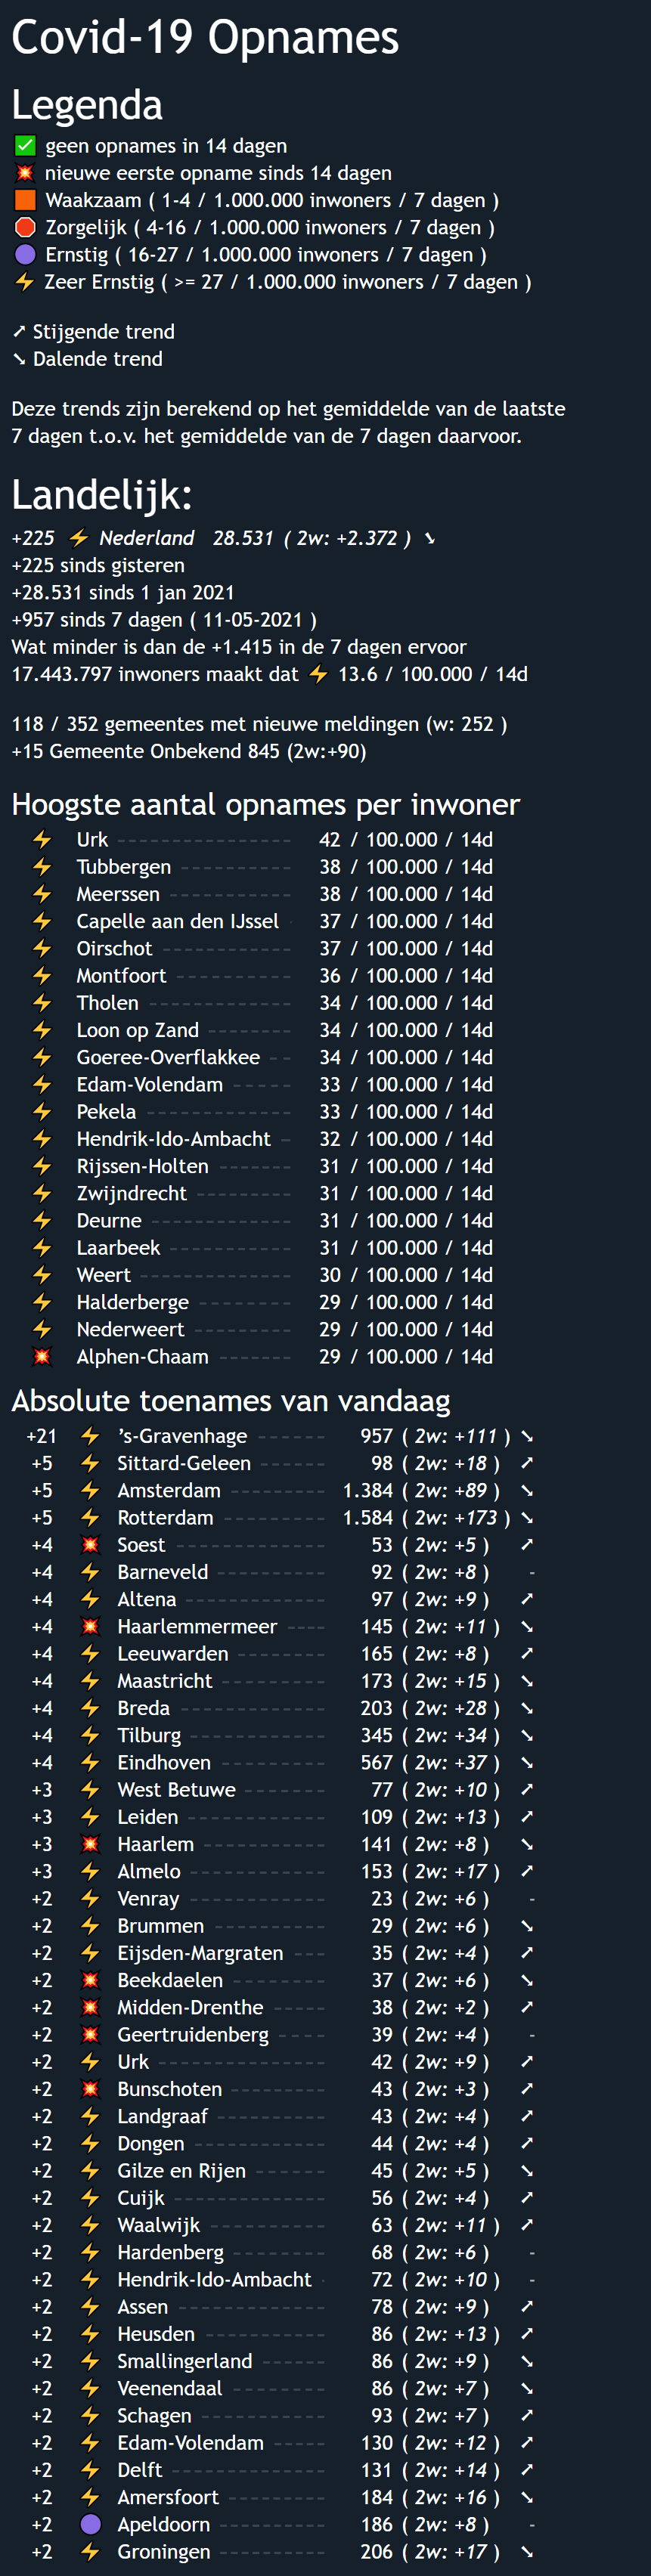 Covid-19 Opnames
Legenda
✅ geen opnames in 14 dagen
💥 nieuwe eerste opname sinds 14 dagen
🟧 Waakzaam ( 1-4 / 1.000.000 inwoners / 7 dagen )
🛑 Zorgelijk ( 4-16 / 1.000.000 inwoners / 7 dagen )
🟣 Ernstig ( 16-27 / 1.000.000 inwoners / 7 dagen )
⚡ Zeer Ernstig ( >= 27 / 1.000.000 inwoners / 7 dagen )
➚ Stijgende trend
➘ Dalende trend
Deze trends zijn berekend op het gemiddelde van de laatste
7 dagen t.o.v. het gemiddelde van de 7 dagen daarvoor.
Landelijk:
+225 ⚡ Nederland 28.531 ( 2w: +2.372 ) ➘
+225 sinds gisteren
+28.531 sinds 1 jan 2021
+957 sinds 7 dagen ( 11-05-2021 )
Wat minder is dan de +1.415 in de 7 dagen ervoor
17.443.797 inwoners maakt dat ⚡ 13.6 / 100.000 / 14d
118 / 352 gemeentes met nieuwe meldingen (w: 252 )
+15 Gemeente Onbekend 845 (2w:+90)
Hoogste aantal opnames per inwoner
⚡ Urk 42 / 100.000 / 14d
⚡ Tubbergen 38 / 100.000 / 14d
⚡ Meerssen 38 / 100.000 / 14d
⚡ Capelle aan den IJssel 37 / 100.000 / 14d
⚡ Oirschot 37 / 100.000 / 14d
⚡ Montfoort 36 / 100.000 / 14d
⚡ Tholen 34 / 100.000 / 14d
⚡ Loon op Zand 34 / 100.000 / 14d
⚡ Goeree-Overflakkee 34 / 100.000 / 14d
⚡ Edam-Volendam 33 / 100.000 / 14d
⚡ Pekela 33 / 100.000 / 14d
⚡ Hendrik-Ido-Ambacht 32 / 100.000 / 14d
⚡ Rijssen-Holten 31 / 100.000 / 14d
⚡ Zwijndrecht 31 / 100.000 / 14d
⚡ Deurne 31 / 100.000 / 14d
⚡ Laarbeek 31 / 100.000 / 14d
⚡ Weert 30 / 100.000 / 14d
⚡ Halderberge 29 / 100.000 / 14d
⚡ Nederweert 29 / 100.000 / 14d
💥 Alphen-Chaam 29 / 100.000 / 14d
Absolute toenames van vandaag
+21 ⚡ ’s-Gravenhage 957 ( 2w: +111 ) ➘
+5 ⚡ Sittard-Geleen 98 ( 2w: +18 ) ➚
+5 ⚡ Amsterdam 1.384 ( 2w: +89 ) ➘
+5 ⚡ Rotterdam 1.584 ( 2w: +173 ) ➘
+4 💥 Soest 53 ( 2w: +5 ) ➚
+4 ⚡ Barneveld 92 ( 2w: +8 ) -
+4 ⚡ Altena 97 ( 2w: +9 ) ➚
+4 💥 Haarlemmermeer 145 ( 2w: +11 ) ➘
+4 ⚡ Leeuwarden 165 ( 2w: +8 ) ➚
+4 ⚡ Maastricht 173 ( 2w: +15 ) ➘
+4 ⚡ Breda 203 ( 2w: +28 ) ➘
+4 ⚡ Tilburg 345 ( 2w: +34 ) ➘
+4 ⚡ Eindhoven 567 ( 2w: +37 ) ➘
+3 ⚡ West Betuwe 77 ( 2w: +10 ) ➚
+3 ⚡ Leiden 109 ( 2w: +13 ) ➚
+3 💥 Haarlem 141 ( 2w: +8 ) ➘
+3 ⚡ Almelo 153 ( 2w: +17 ) ➚
+2 ⚡ Venray 23 ( 2w: +6 ) -
+2 ⚡ Brummen 29 ( 2w: +6 ) ➘
+2 ⚡ Eijsden-Margraten 35 ( 2w: +4 ) ➚
+2 💥 Beekdaelen 37 ( 2w: +6 ) ➘
+2 💥 Midden-Drenthe 38 ( 2w: +2 ) ➚
+2 💥 Geertruidenberg 39 ( 2w: +4 ) -
+2 ⚡ Urk 42 ( 2w: +9 ) ➚
+2 💥 Bunschoten 43 ( 2w: +3 ) ➚
+2 ⚡ Landgraaf 43 ( 2w: +4 ) ➚
+2 ⚡ Dongen 44 ( 2w: +4 ) ➚
+2 ⚡ Gilze en Rijen 45 ( 2w: +5 ) ➘
+2 ⚡ Cuijk 56 ( 2w: +4 ) ➚
+2 ⚡ Waalwijk 63 ( 2w: +11 ) ➚
+2 ⚡ Hardenberg 68 ( 2w: +6 ) -
+2 ⚡ Hendrik-Ido-Ambacht 72 ( 2w: +10 ) -
+2 ⚡ Assen 78 ( 2w: +9 ) ➚
+2 ⚡ Heusden 86 ( 2w: +13 ) ➚
+2 ⚡ Smallingerland 86 ( 2w: +9 ) ➘
+2 ⚡ Veenendaal 86 ( 2w: +7 ) ➘
+2 ⚡ Schagen 93 ( 2w: +7 ) ➚
+2 ⚡ Edam-Volendam 130 ( 2w: +12 ) ➚
+2 ⚡ Delft 131 ( 2w: +14 ) ➚
+2 ⚡ Amersfoort 184 ( 2w: +16 ) ➘
+2 🟣 Apeldoorn 186 ( 2w: +8 ) -
+2 ⚡ Groningen 206 ( 2w: +17 ) ➘